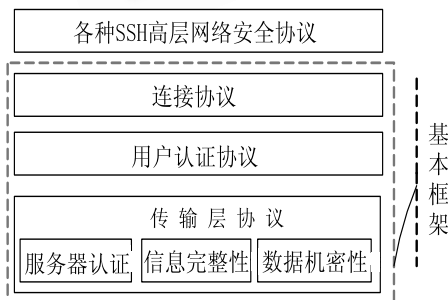 各种SSH高层网络安全协议
连接协议
用户认证协议
传输层协议
服务器认证 信息完整性 数据机密性
基本框架